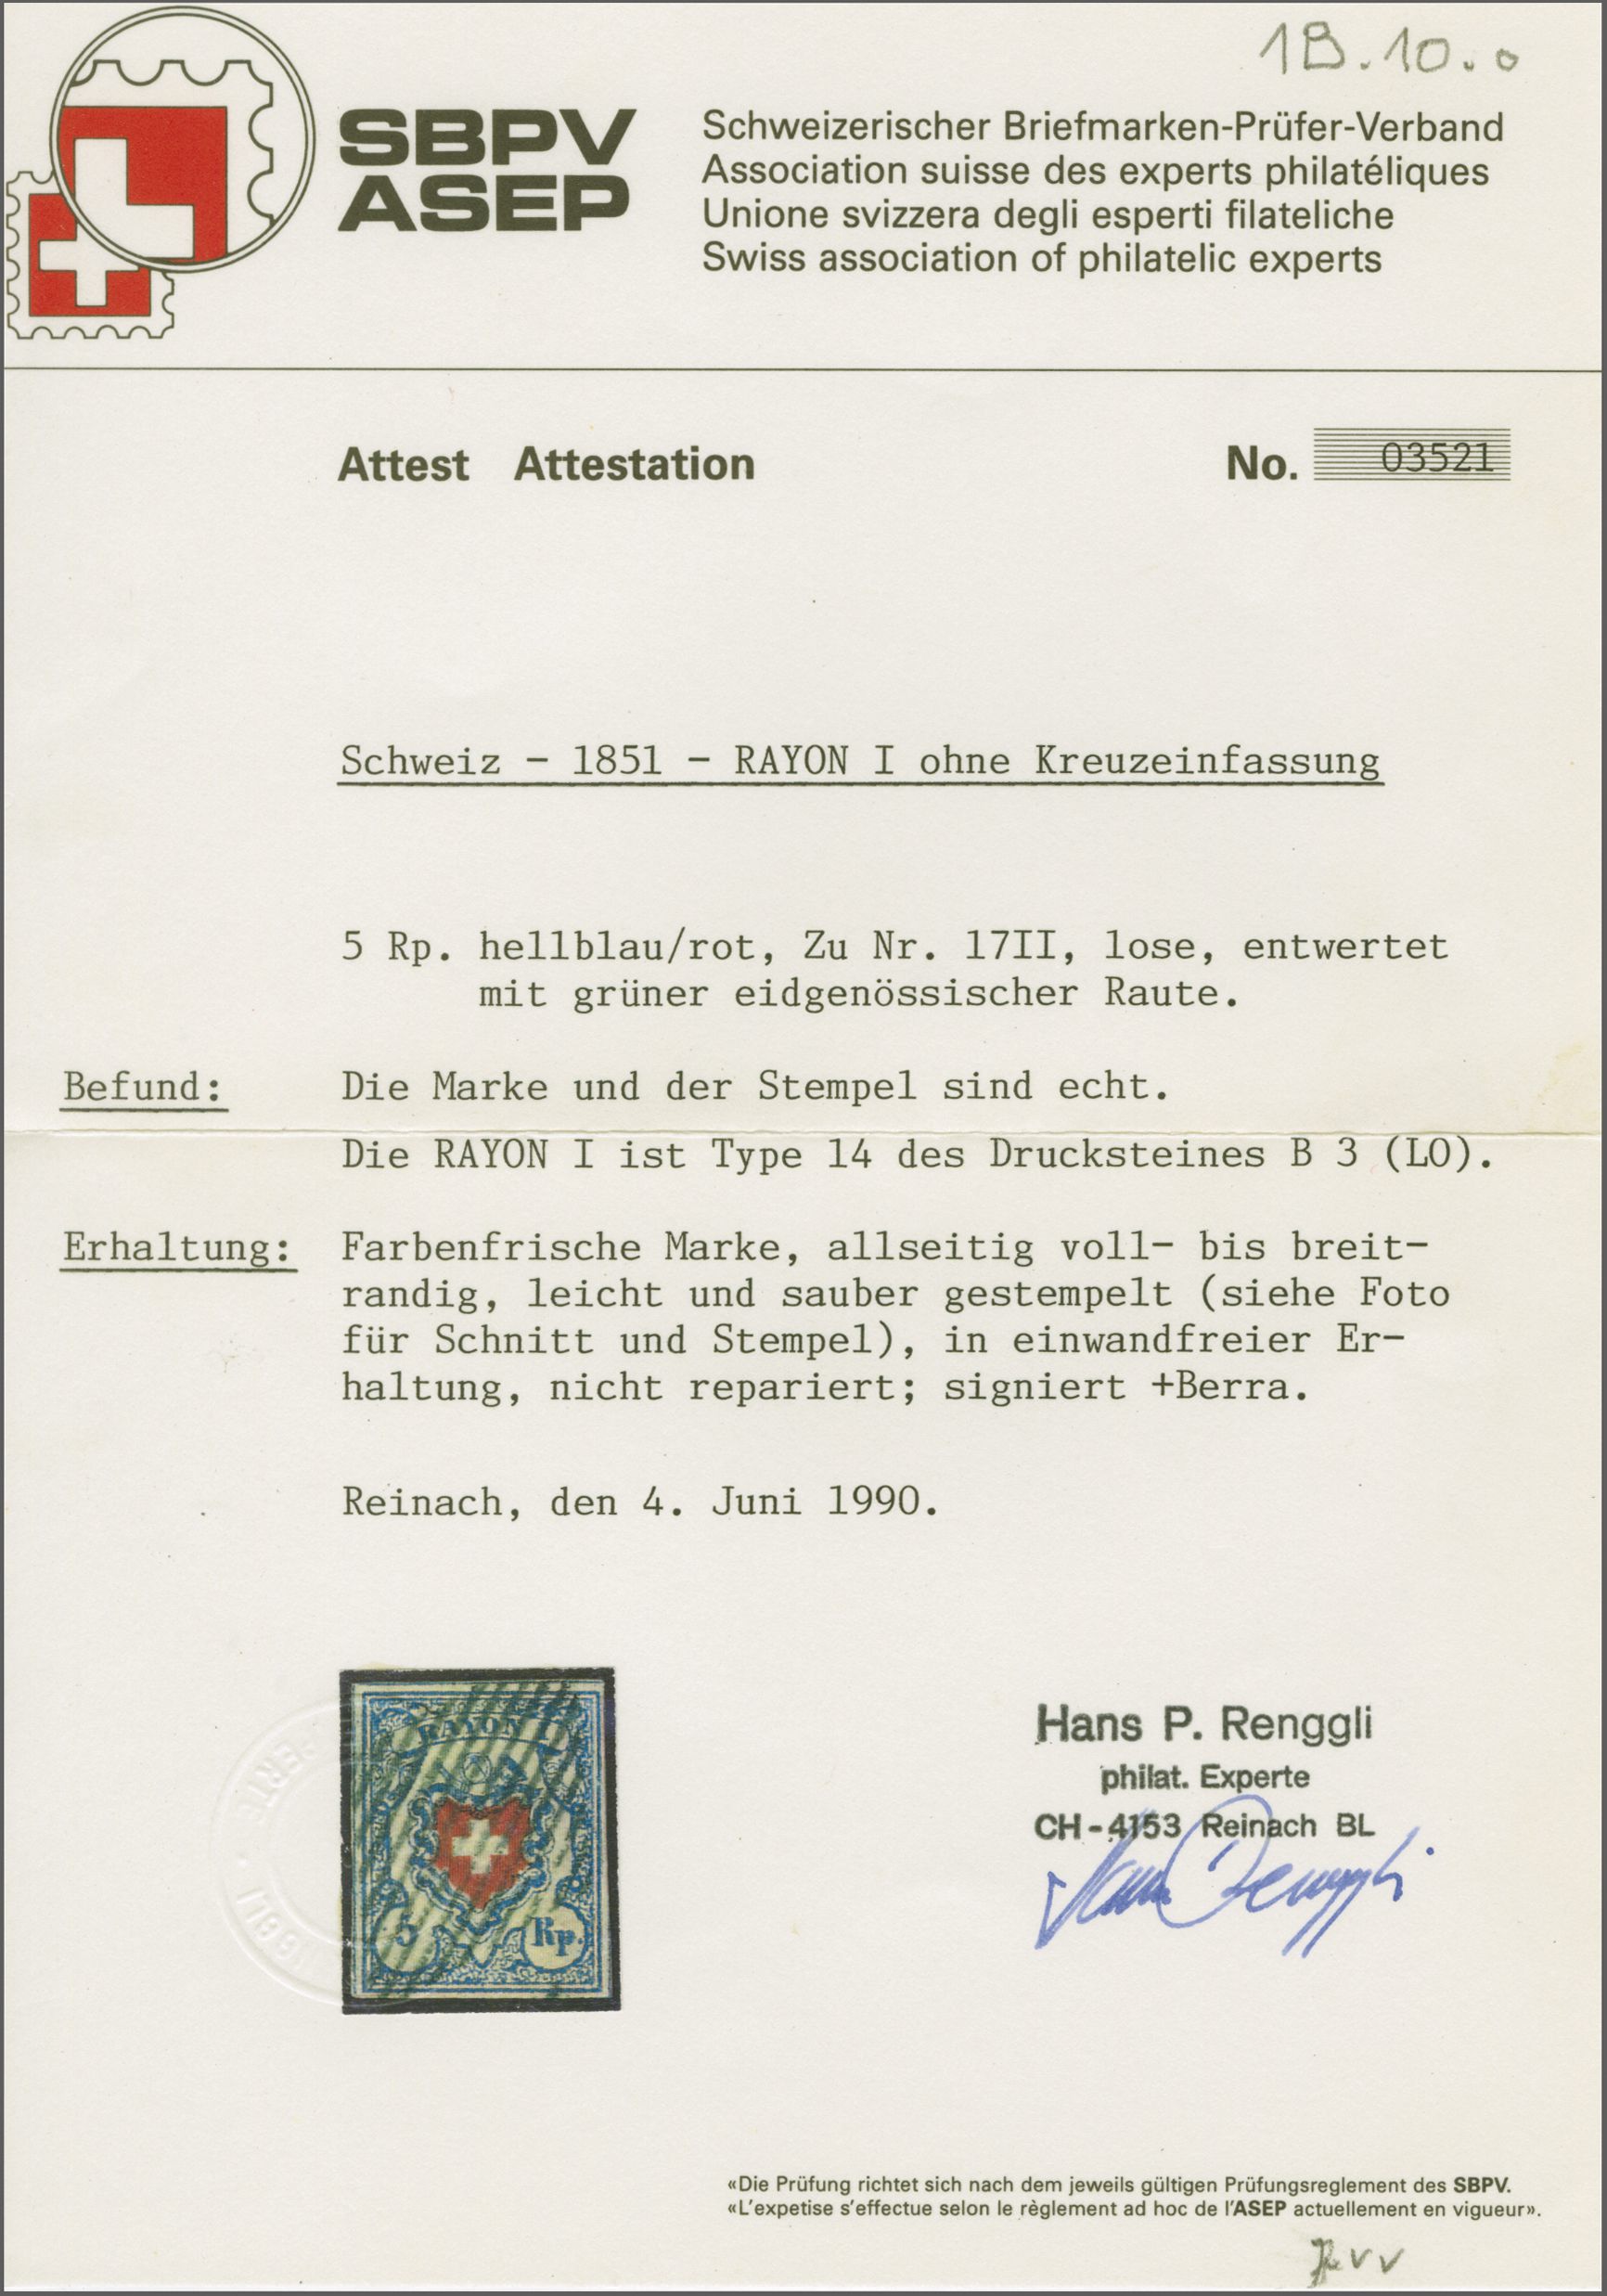 1B.10.0
SBPV
ASEP
Schweizerischer Briefmarken-Prüfer-Verband
Association suisse des experts philatéliques
Unione svizzera degli esperti filateliche
Swiss association of philatelic experts
Attest Attestation
No. 03521
Schweiz - 1851 - RAYON I ohne Kreuzeinfassung
5 Rp. hellblau/rot, Zu Nr. 17II, lose, entwertet
mit grüner eidgenössischer Raute.
Befund: Die Marke und der Stempel sind echt.
Die RAYON I ist Type 14 des Drucksteines B 3 (LO).
Erhaltung: Farbenfrische Marke, allseitig voll- bis breit-
randig, leicht und sauber gestempelt (siehe Foto
für Schnitt und Stempel), in einwandfreier Er-
haltung, nicht repariert; signiert +Berra.
Reinach, den 4. Juni 1990.
RAYON I
5 Rp.
Hans P. Renggli
philat. Experte
CH-4153 Reinach BL
Hans Renggli
«Die Prüfung richtet sich nach dem jeweils gültigen Prüfungsreglement des SBPV.
«L'expetise s'effectue selon le règlement ad hoc de l'ASEP actuellement en vigueur».